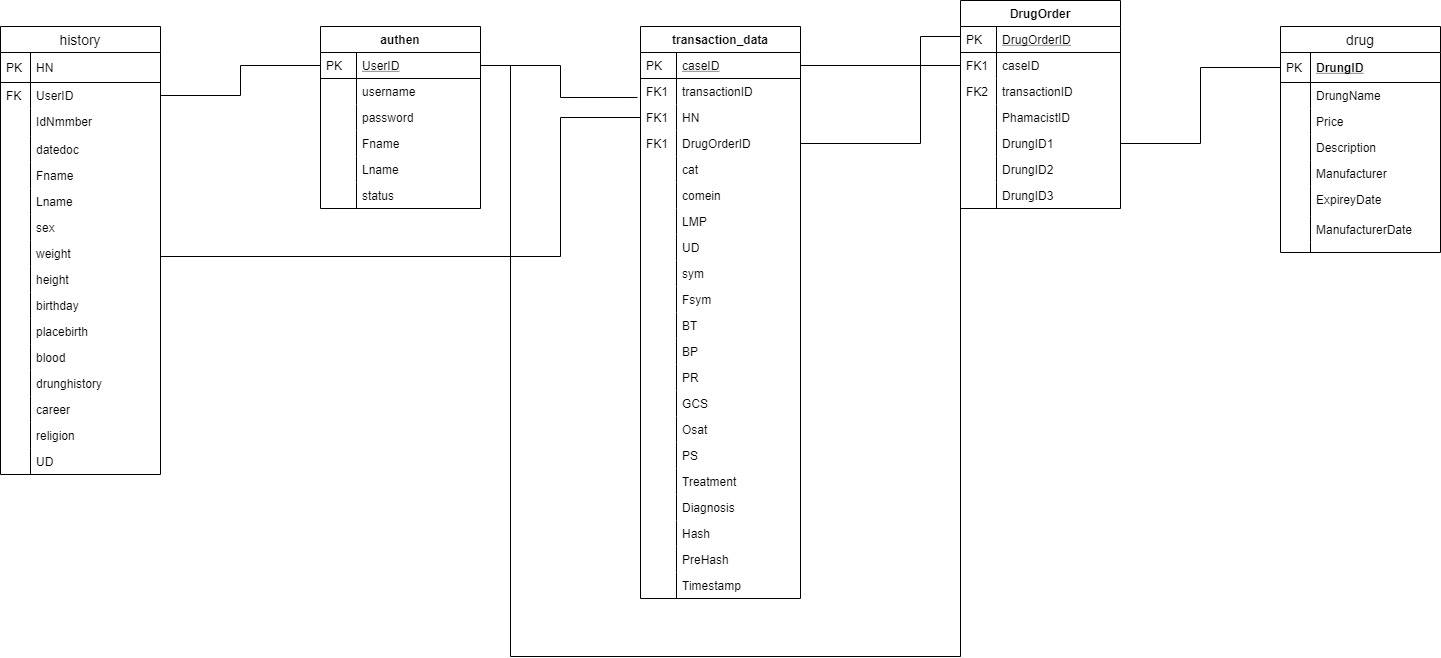 history
PK HN
FK UserID
IdNmmber
datedoc
Fname
Lname
sex
weight
height
birthday
placebirth
blood
drunghistory
career
religion
UD
authen
PK UserID
username
password
Fname
Lname
status
transaction_data
PK caseID
FK1 transactionID
FK1 HN
FK1 DrugOrderID
cat
comein
LMP
UD
sym
Fsym
BT
BP
PR
GCS
Osat
PS
Treatment
Diagnosis
Hash
PreHash
Timestamp
DrugOrder
PK DrugOrderID
FK1 caseID
FK2 transactionID
PhamacistID
DrungID1
DrungID2
DrungID3
drug
PK DrungID
DrungName
Price
Description
Manufacturer
ExpireyDate
ManufacturerDate